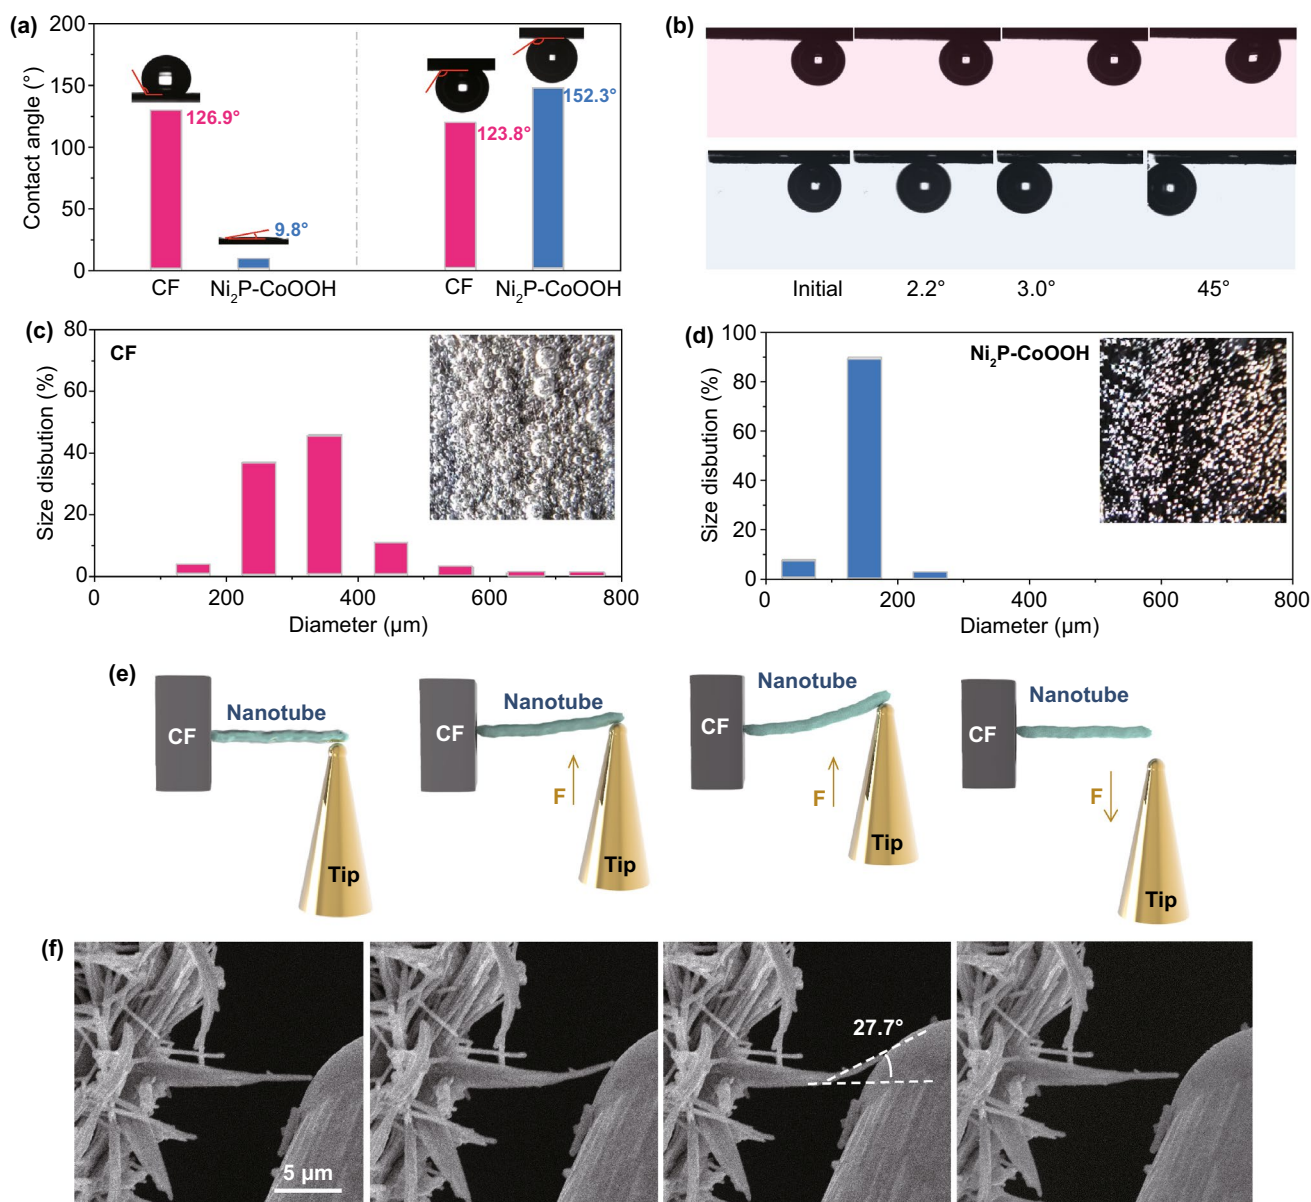 (a)
Contact angle (°)
200
150
100
50
0
126.9°
9.8°
123.8°
152.3°
CF
Ni₂P-CoOOH
CF
Ni₂P-CoOOH
(b)
Initial
2.2°
3.0°
45°
(c)
CF
Size disbution (%)
80
60
40
20
0
0
200
400
600
800
Diameter (μm)
(d)
Ni₂P-CoOOH
Size disbution (%)
100
80
60
40
20
0
0
200
400
600
800
Diameter (μm)
(e)
CF
Nanotube
Tip
CF
Nanotube
F
Tip
CF
Nanotube
F
Tip
CF
Nanotube
F
Tip
(f)
5 μm
27.7°